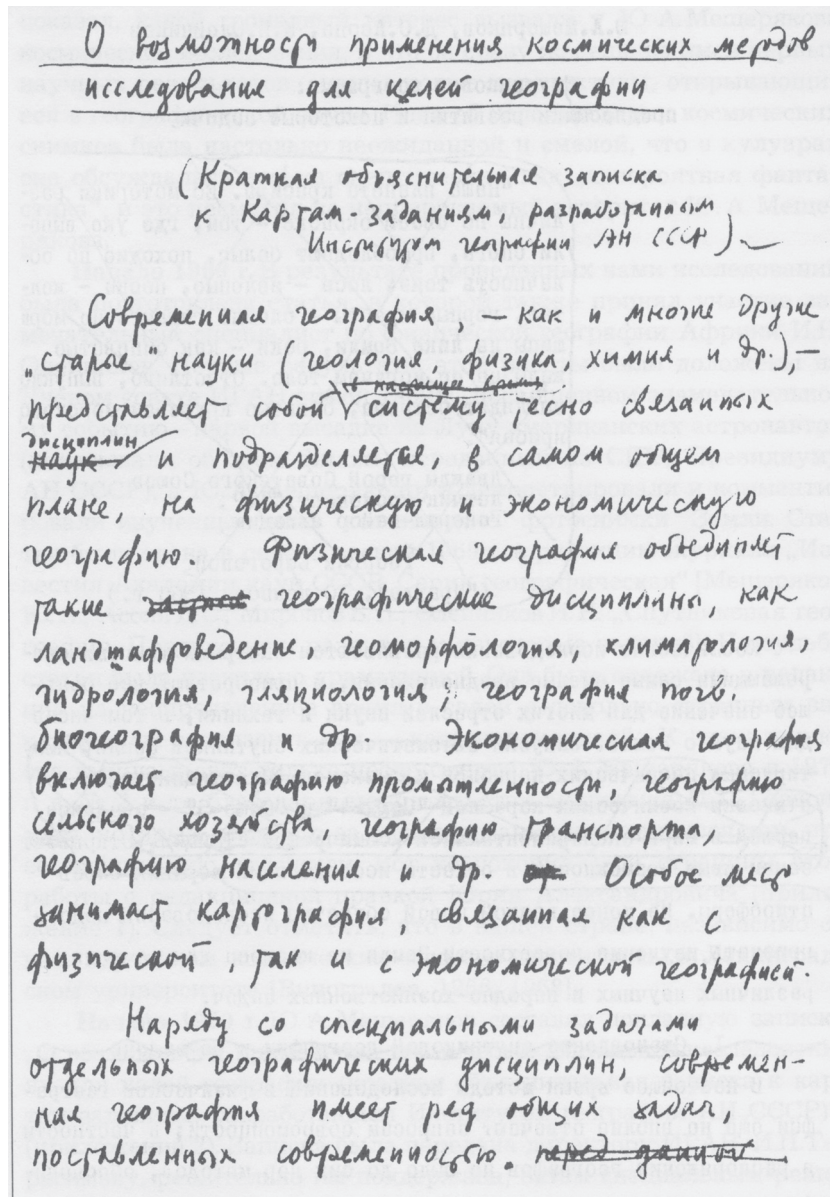 О возможности применения космических методов
исследования для целей географии
(Краткая объяснительная записка
к Картам-заданиям, разработанным
Институтом географии АН СССР)
Современная география – как и многие другие
„старые" науки (геология, физика, химия и др.), –
представляет собой в настоящее время систему тесно связанных
дисциплин
наук и подразделяется, в самом общем
плане, на физическую и экономическую
географию. Физическая география объединяет
такие географические дисциплины, как
ландшафтоведение, геоморфология, климатология,
гидрология, гляциология, география почв,
биогеография и др. Экономическая география
включает географию промышленности, географию
сельского хозяйства, географию транспорта,
географию населения и др. Особое место
занимает картография, связанная как с
физической, так и с экономической географией.
Наряду со специальными задачами
отдельных географических дисциплин, современ-
ная география имеет ряд общих задач,
поставленных современностью. перед данной